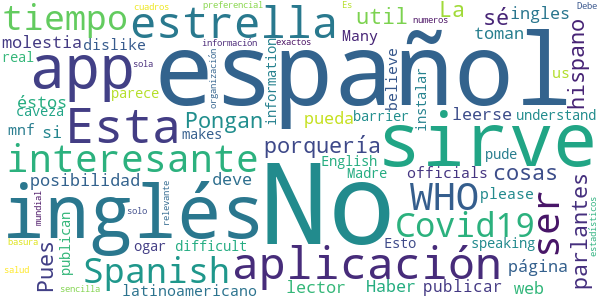 cuadros preferencial Es numeros Debe
tiempo estrella útil La sé ingles
molestia dislike información exactos Many toman hispano
real app sola organización español believe us
éstos parece information instalar
caveza Esta Pongan pueda barrier leerse understand
mnf si makes porquería sirve
interesante English Madre officials pude cosas
posibilidad deve No WHO please ser parlantes
mundial inglés solo relevante Covid19
Pues publican ogar difficult Esto speaking página estadísticos
basura Spanish aplicación
salud lector Haber publicar web
sencilla latinoamericano